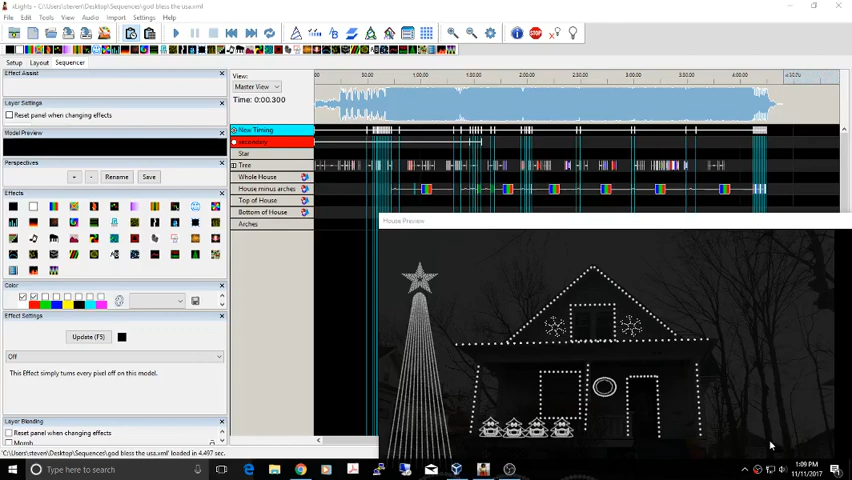 xLights - C:\Users\steven\Desktop\Sequences\god bless the usa.xml
File Edit Tools View Audio Import Settings Help
Setup Layout Sequencer
Effect Assist
Layer Settings
Reset panel when changing effects
Model Preview
Perspectives
+ - Rename Save
Effects
Color
Effect Settings
Update (F5)
Off
This Effect simply turns every pixel off on this model.
Layer Blending
Reset panel when changing effects
Morph
View:
Master View
Time: 0:00.300
New Timing
secondary
Star
Tree
Whole House
House minus arches
Top of House
Bottom of House
Arches
House Preview
'C:\Users\steven\Desktop\Sequences\god bless the usa.xml' loaded in 4.497 sec.
Type here to search
1:09 PM
11/11/2017